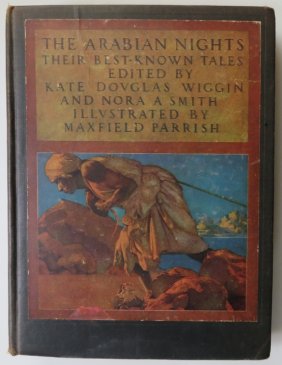 THE ARABIAN NIGHTS
THEIR BEST-KNOWN TALES
EDITED BY
KATE DOUGLAS WIGGIN
AND NORA A SMITH
ILLUSTRATED BY
MAXFIELD PARRISH